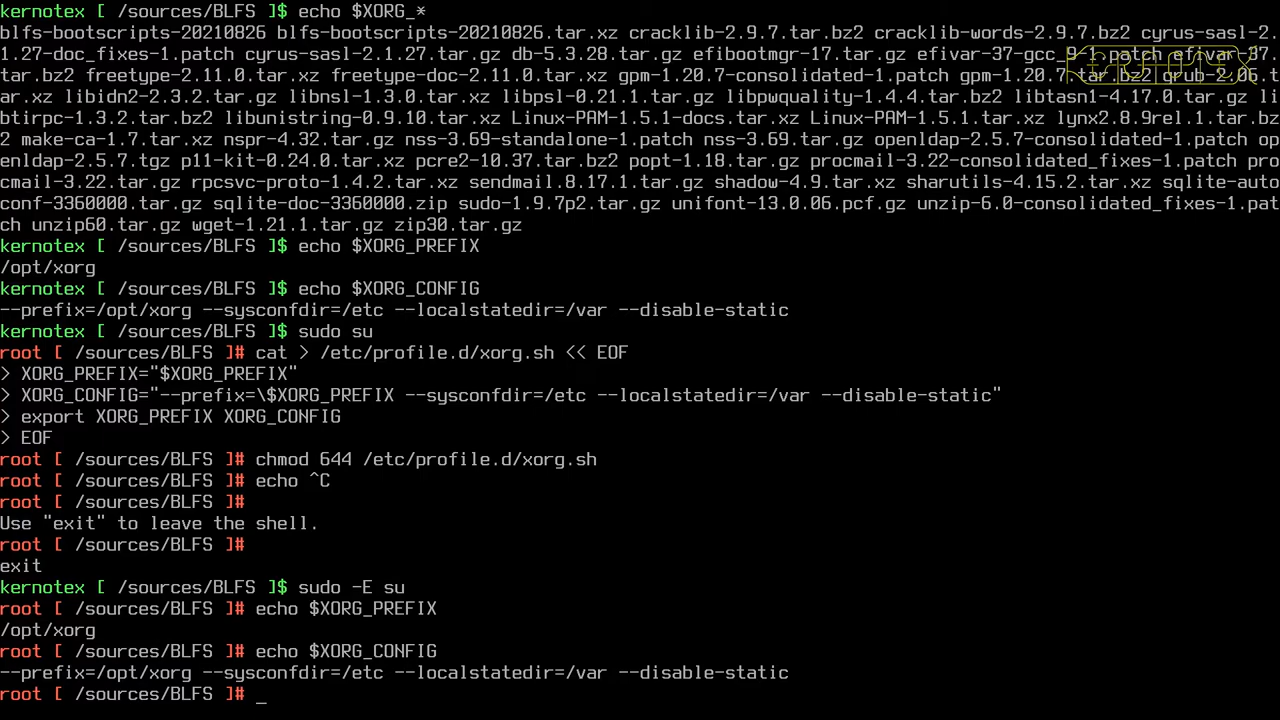 kernotex [ /sources/BLFS ]$ echo $XORG_*
blfs-bootscripts-20210826 blfs-bootscripts-20210826.tar.xz cracklib-2.9.7.tar.bz2 cracklib-words-2.9.7.bz2 cyrus-sasl-2.
1.27-doc_fixes-1.patch cyrus-sasl-2.1.27.tar.gz db-5.3.28.tar.gz efibootmgr-17.tar.gz efivar-37-gcc_9-1.patch efivar-37.
tar.bz2 freetype-2.11.0.tar.xz freetype-doc-2.11.0.tar.xz gpm-1.20.7-consolidated-1.patch gpm-1.20.7.tar.bz2 grub-2.06.t
ar.xz libidn2-2.3.2.tar.gz libnsl-1.3.0.tar.xz libpsl-0.21.1.tar.gz libpwquality-1.4.4.tar.bz2 libtasn1-4.17.0.tar.gz li
btirpc-1.3.2.tar.bz2 libunistring-0.9.10.tar.xz Linux-PAM-1.5.1-docs.tar.xz Linux-PAM-1.5.1.tar.xz lynx2.8.9rel.1.tar.bz
2 make-ca-1.7.tar.xz nspr-4.32.tar.gz nss-3.69-standalone-1.patch nss-3.69.tar.gz openldap-2.5.7-consolidated-1.patch op
enldap-2.5.7.tgz p11-kit-0.24.0.tar.xz pcre2-10.37.tar.bz2 popt-1.18.tar.gz procmail-3.22-consolidated_fixes-1.patch pro
cmail-3.22.tar.gz rpcsvc-proto-1.4.2.tar.xz sendmail.8.17.1.tar.gz shadow-4.9.tar.xz sharutils-4.15.2.tar.xz sqlite-auto
conf-3360000.tar.gz sqlite-doc-3360000.zip sudo-1.9.7p2.tar.gz unifont-13.0.06.pcf.gz unzip-6.0-consolidated_fixes-1.pat
ch unzip60.tar.gz wget-1.21.1.tar.gz zip30.tar.gz
kernotex [ /sources/BLFS ]$ echo $XORG_PREFIX
/opt/xorg
kernotex [ /sources/BLFS ]$ echo $XORG_CONFIG
--prefix=/opt/xorg --sysconfdir=/etc --localstatedir=/var --disable-static
kernotex [ /sources/BLFS ]$ sudo su
root [ /sources/BLFS ]# cat > /etc/profile.d/xorg.sh << EOF
> XORG_PREFIX="$XORG_PREFIX"
> XORG_CONFIG="--prefix=\$XORG_PREFIX --sysconfdir=/etc --localstatedir=/var --disable-static"
> export XORG_PREFIX XORG_CONFIG
> EOF
root [ /sources/BLFS ]# chmod 644 /etc/profile.d/xorg.sh
root [ /sources/BLFS ]# echo ^C
root [ /sources/BLFS ]#
Use "exit" to leave the shell.
root [ /sources/BLFS ]#
exit
kernotex [ /sources/BLFS ]$ sudo -E su
root [ /sources/BLFS ]# echo $XORG_PREFIX
/opt/xorg
root [ /sources/BLFS ]# echo $XORG_CONFIG
--prefix=/opt/xorg --sysconfdir=/etc --localstatedir=/var --disable-static
root [ /sources/BLFS ]# _